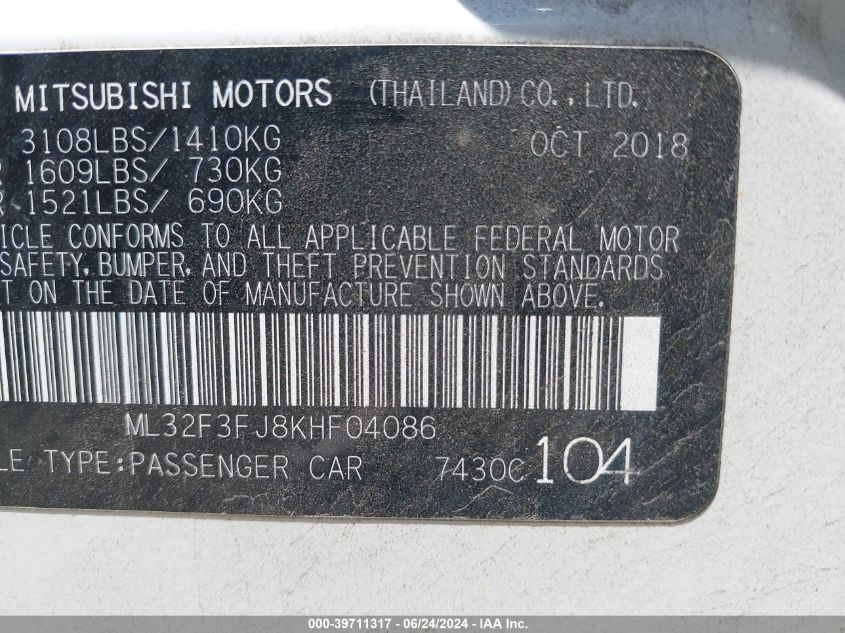 MITSUBISHI MOTORS (THAILAND) CO., LTD.
3108LBS/1410KG OCT 2018
R 1609LBS/ 730KG
R 1521LBS/ 690KG
ICLE CONFORMS TO ALL APPLICABLE FEDERAL MOTOR
SAFETY, BUMPER, AND THEFT PREVENTION STANDARDS
T ON THE DATE OF MANUFACTURE SHOWN ABOVE.
ML32F3FJ8KHF04086
LE TYPE:PASSENGER CAR 7430C 104
000-39711317 - 06/24/2024 - IAA Inc.